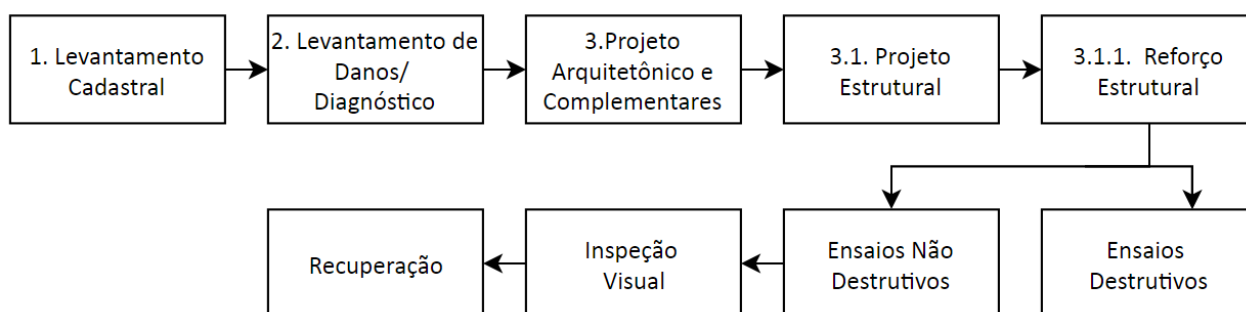 1. Levantamento
Cadastral
2. Levantamento de
Danos/
Diagnóstico
3.Projeto
Arquitetônico e
Complementares
3.1. Projeto
Estrutural
3.1.1. Reforço
Estrutural
Recuperação
Inspeção
Visual
Ensaios Não
Destrutivos
Ensaios
Destrutivos